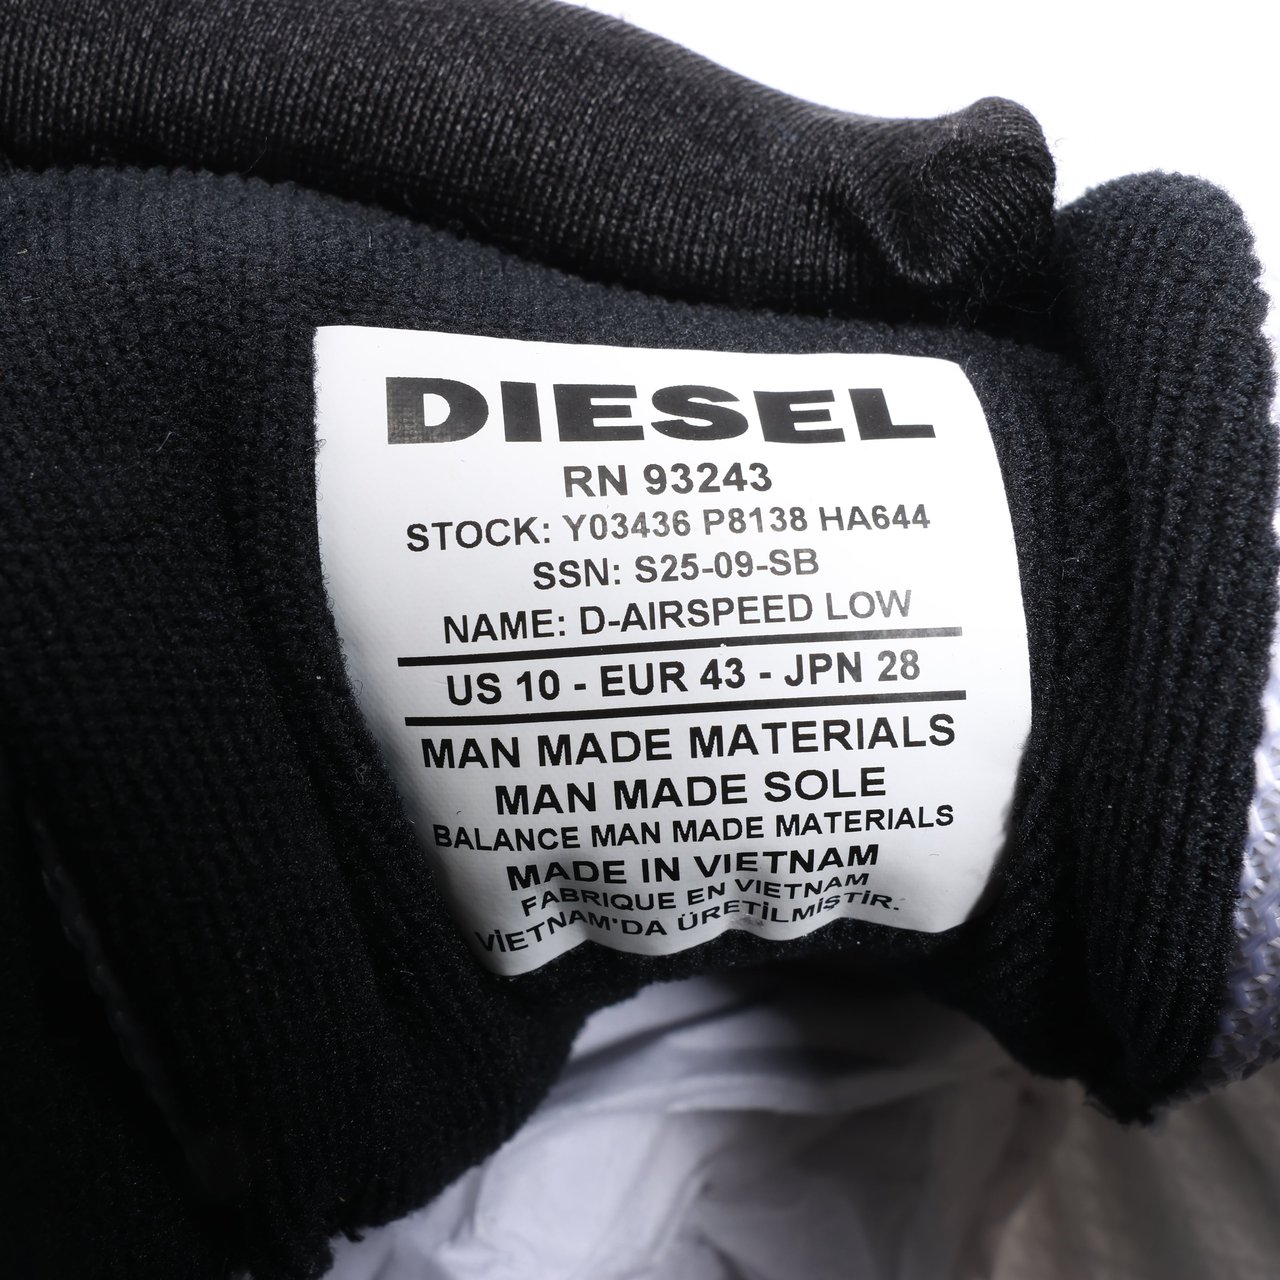 DIESEL
RN 93243
STOCK: Y03436 P8138 HA644
SSN: S25-09-SB
NAME: D-AIRSPEED LOW
US 10 - EUR 43 - JPN 28
MAN MADE MATERIALS
MAN MADE SOLE
BALANCE MAN MADE MATERIALS
MADE IN VIETNAM
FABRIQUE EN VIETNAM
VİETNAM'DA ÜRETİLMİŞTİR.